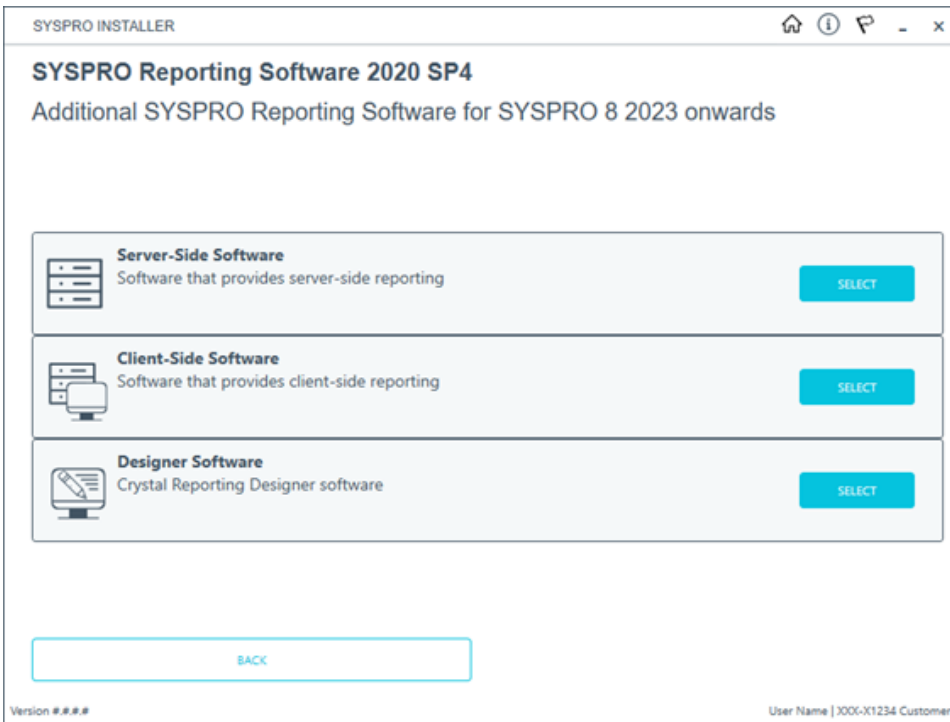 SYSPRO INSTALLER
SYSPRO Reporting Software 2020 SP4
Additional SYSPRO Reporting Software for SYSPRO 8 2023 onwards
Server-Side Software
Software that provides server-side reporting
SELECT
Client-Side Software
Software that provides client-side reporting
SELECT
Designer Software
Crystal Reporting Designer software
SELECT
BACK
Version #.#.#.#
User Name | XXX-X1234 Customer